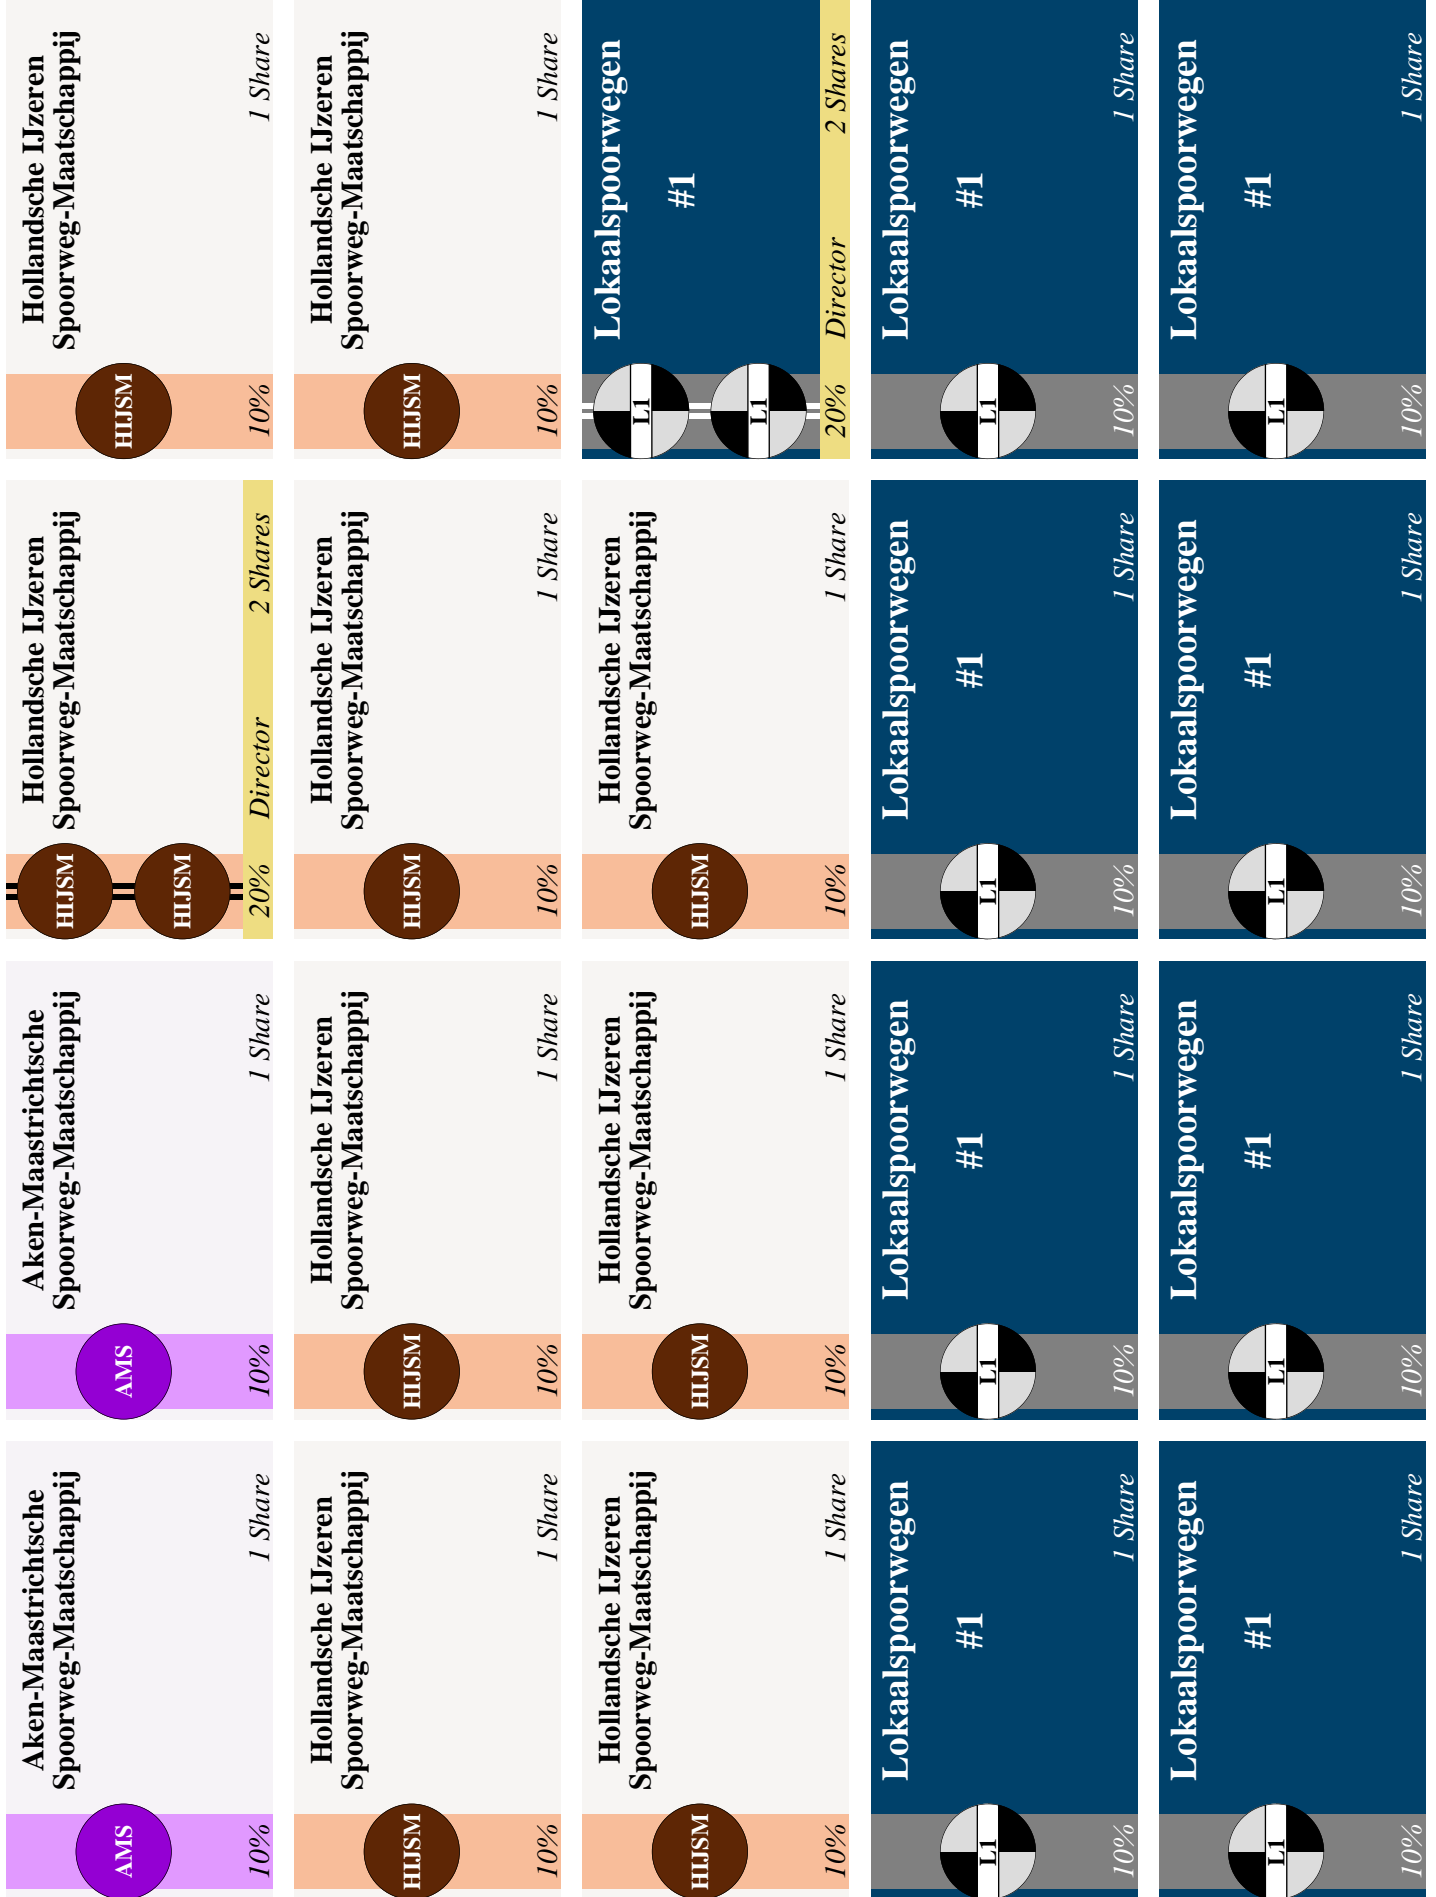 Aken-Maastrichtsche
Spoorweg-Maatschappij
AMS
10% 1 Share
Aken-Maastrichtsche
Spoorweg-Maatschappij
AMS
10% 1 Share
Hollandsche IJzeren
Spoorweg-Maatschappij
HIJSM
HIJSM
20% Director 2 Shares
Hollandsche IJzeren
Spoorweg-Maatschappij
HIJSM
10% 1 Share
Hollandsche IJzeren
Spoorweg-Maatschappij
HIJSM
10% 1 Share
Hollandsche IJzeren
Spoorweg-Maatschappij
HIJSM
10% 1 Share
Hollandsche IJzeren
Spoorweg-Maatschappij
HIJSM
10% 1 Share
Hollandsche IJzeren
Spoorweg-Maatschappij
HIJSM
10% 1 Share
Hollandsche IJzeren
Spoorweg-Maatschappij
HIJSM
10% 1 Share
Hollandsche IJzeren
Spoorweg-Maatschappij
HIJSM
10% 1 Share
Hollandsche IJzeren
Spoorweg-Maatschappij
HIJSM
10% 1 Share
Lokaalspoorwegen
#1
L1
L1
20% Director 2 Shares
Lokaalspoorwegen
#1
L1
10% 1 Share
Lokaalspoorwegen
#1
L1
10% 1 Share
Lokaalspoorwegen
#1
L1
10% 1 Share
Lokaalspoorwegen
#1
L1
10% 1 Share
Lokaalspoorwegen
#1
L1
10% 1 Share
Lokaalspoorwegen
#1
L1
10% 1 Share
Lokaalspoorwegen
#1
L1
10% 1 Share
Lokaalspoorwegen
#1
L1
10% 1 Share